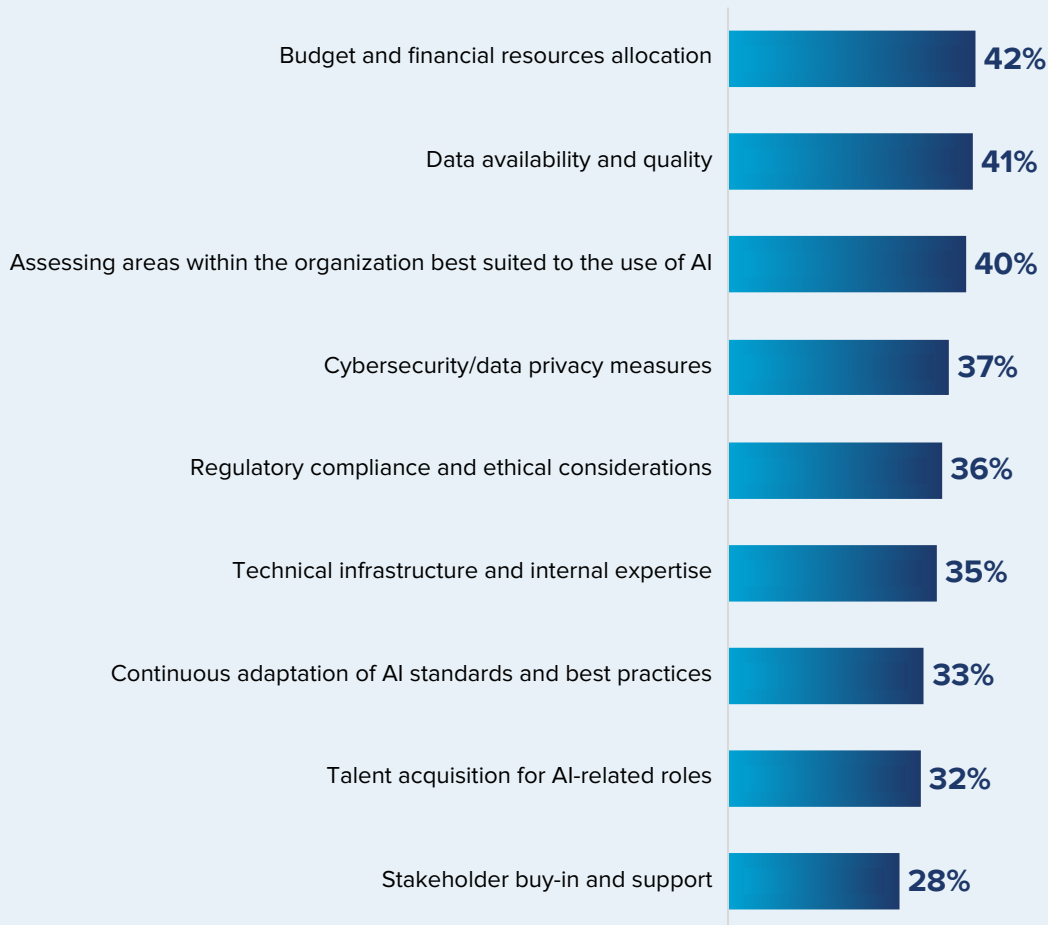 Budget and financial resources allocation 42%
Data availability and quality 41%
Assessing areas within the organization best suited to the use of AI 40%
Cybersecurity/data privacy measures 37%
Regulatory compliance and ethical considerations 36%
Technical infrastructure and internal expertise 35%
Continuous adaptation of AI standards and best practices 33%
Talent acquisition for AI-related roles 32%
Stakeholder buy-in and support 28%